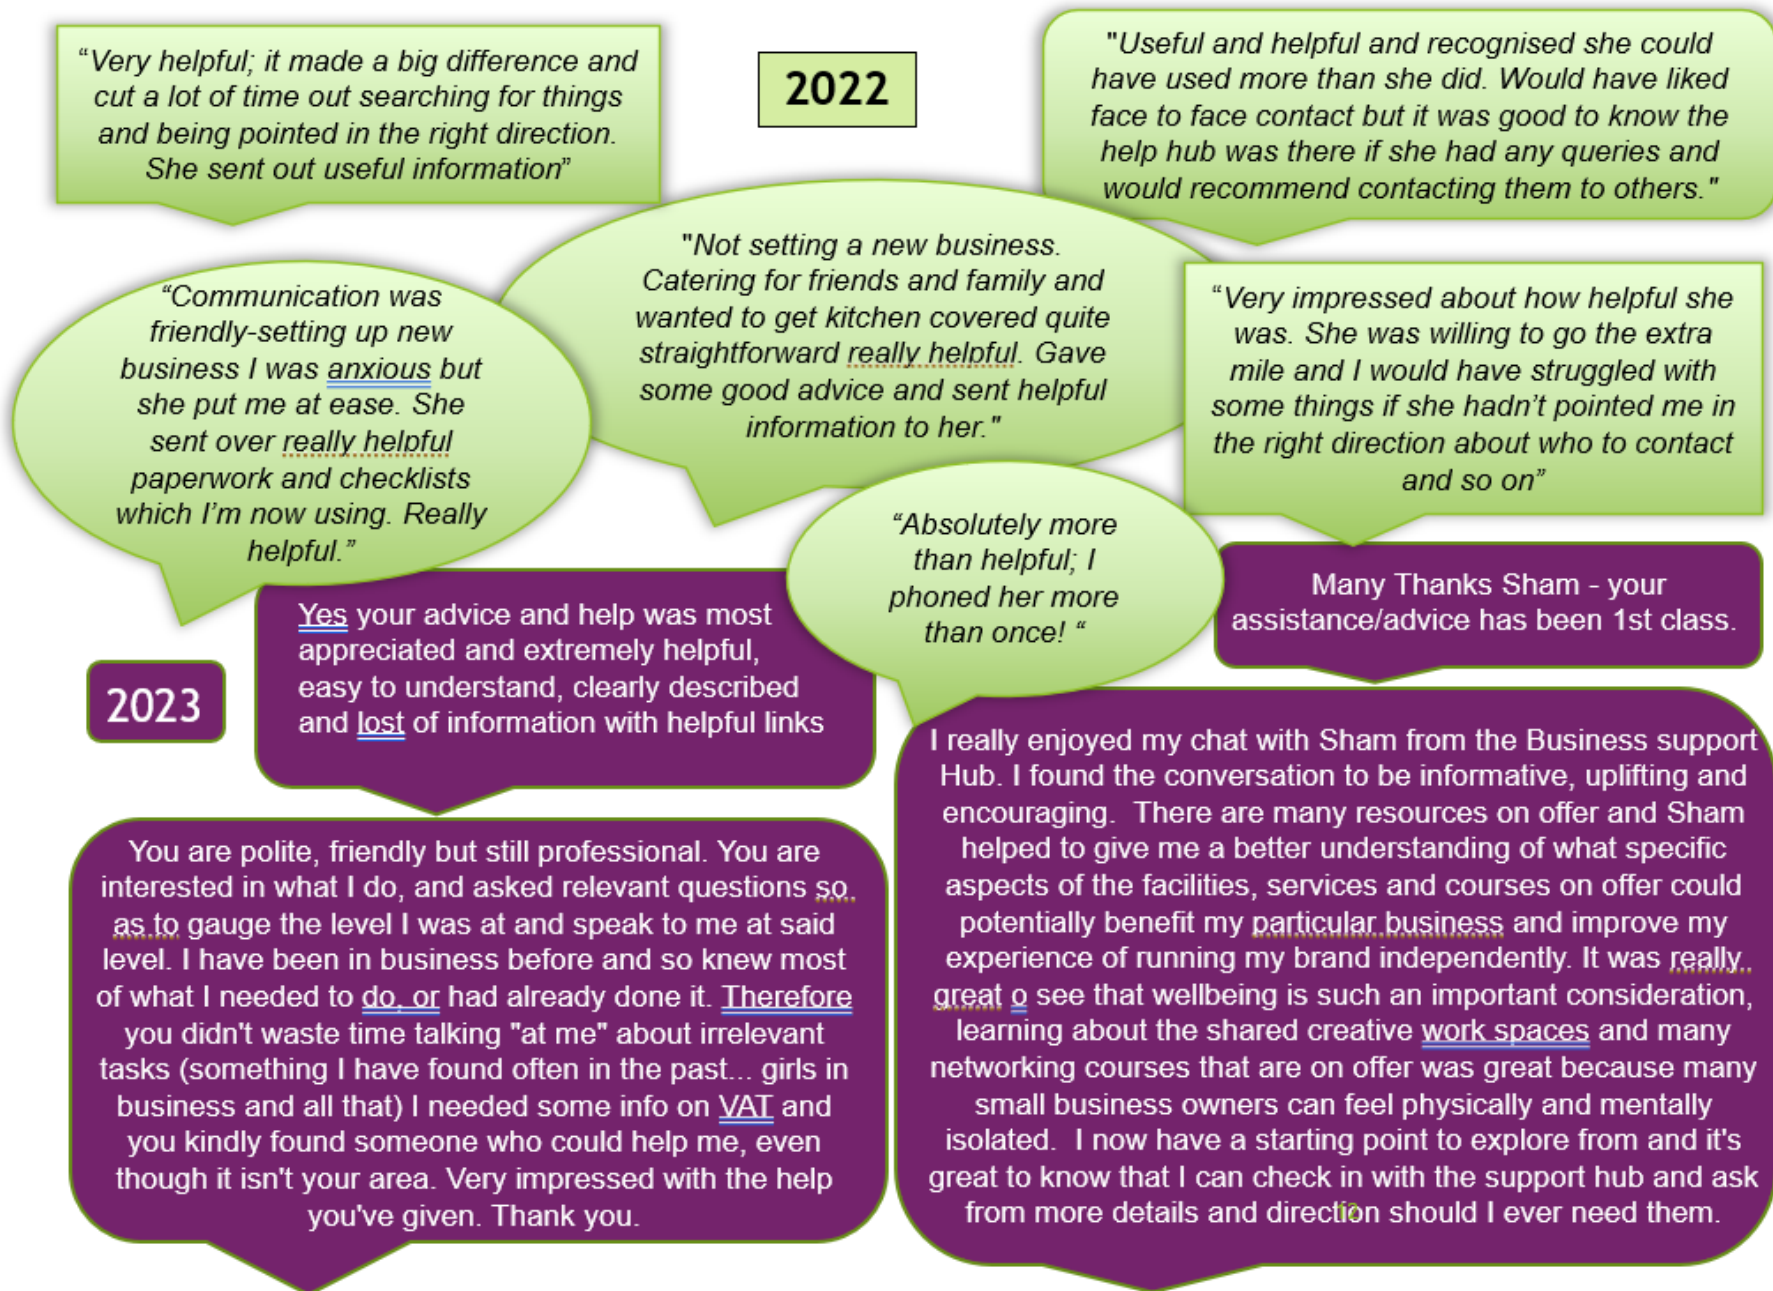 “Very helpful; it made a big difference and
cut a lot of time out searching for things
and being pointed in the right direction.
She sent out useful information”
2022
"Useful and helpful and recognised she could
have used more than she did. Would have liked
face to face contact but it was good to know the
help hub was there if she had any queries and
would recommend contacting them to others."
"Not setting a new business.
Catering for friends and family and
wanted to get kitchen covered quite
straightforward really helpful. Gave
some good advice and sent helpful
information to her."
“Communication was
friendly-setting up new
business I was anxious but
she put me at ease. She
sent over really helpful
paperwork and checklists
which I’m now using. Really
helpful.”
“Very impressed about how helpful she
was. She was willing to go the extra
mile and I would have struggled with
some things if she hadn’t pointed me in
the right direction about who to contact
and so on”
“Absolutely more
than helpful; I
phoned her more
than once! “
Many Thanks Sham - your
assistance/advice has been 1st class.
2023
Yes your advice and help was most
appreciated and extremely helpful,
easy to understand, clearly described
and lost of information with helpful links
You are polite, friendly but still professional. You are
interested in what I do, and asked relevant questions so
as to gauge the level I was at and speak to me at said
level. I have been in business before and so knew most
of what I needed to do, or had already done it. Therefore
you didn't waste time talking "at me" about irrelevant
tasks (something I have found often in the past... girls in
business and all that) I needed some info on VAT and
you kindly found someone who could help me, even
though it isn't your area. Very impressed with the help
you've given. Thank you.
I really enjoyed my chat with Sham from the Business support
Hub. I found the conversation to be informative, uplifting and
encouraging.  There are many resources on offer and Sham
helped to give me a better understanding of what specific
aspects of the facilities, services and courses on offer could
potentially benefit my particular business and improve my
experience of running my brand independently. It was really
great o see that wellbeing is such an important consideration,
learning about the shared creative work spaces and many
networking courses that are on offer was great because many
small business owners can feel physically and mentally
isolated.  I now have a starting point to explore from and it's
great to know that I can check in with the support hub and ask
from more details and direction should I ever need them.
12